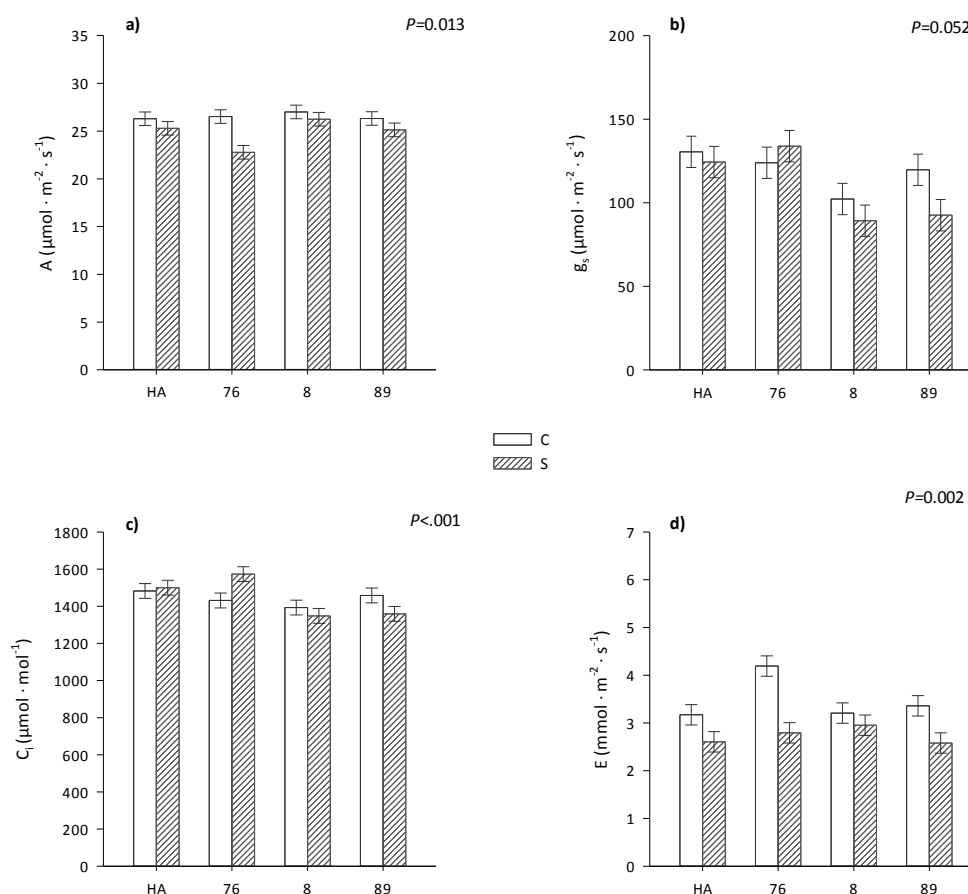 a)
P=0.013
A (µmol · m⁻² · s⁻¹)
35
30
25
20
15
10
5
0
HA 76 8 89
b)
P=0.052
gₛ (µmol · m⁻² · s⁻¹)
200
150
100
50
0
HA 76 8 89
C
S
c)
P<.001
Cᵢ (µmol · mol⁻¹)
1800
1600
1400
1200
1000
800
600
400
200
0
HA 76 8 89
d)
P=0.002
E (mmol · m⁻² · s⁻¹)
7
6
5
4
3
2
1
0
HA 76 8 89